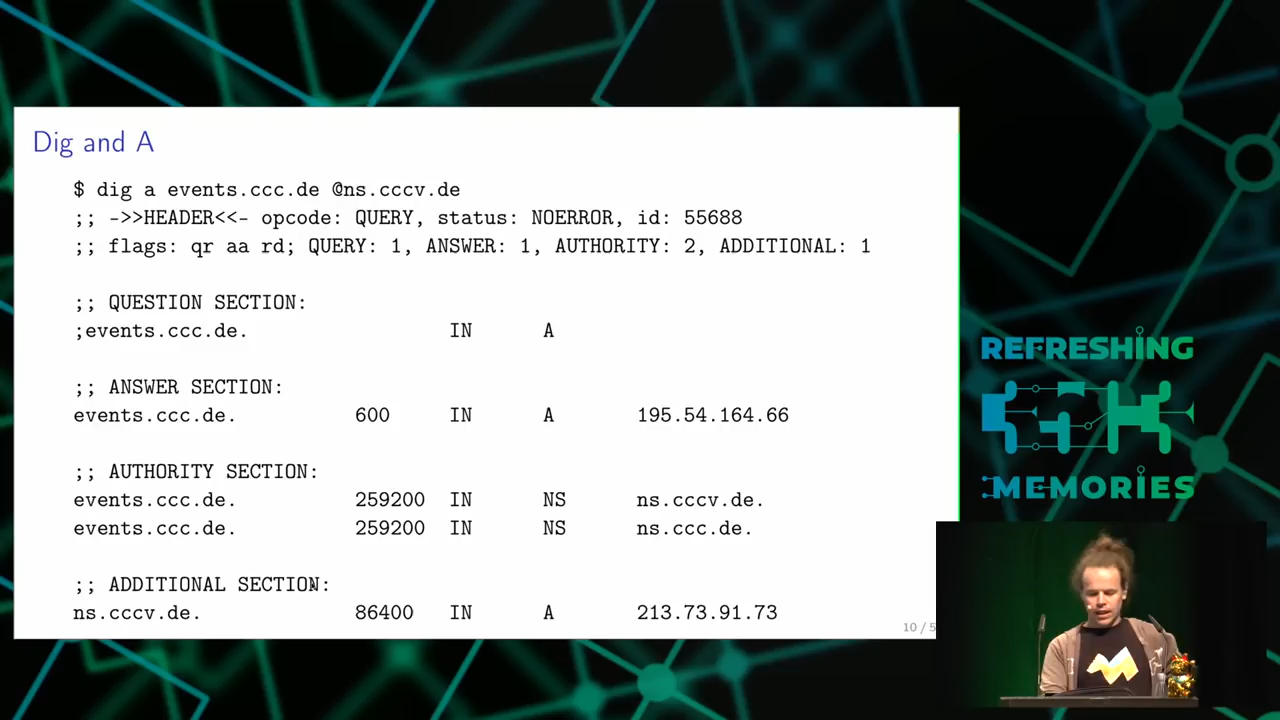 Dig and A
$ dig a events.ccc.de @ns.cccv.de
;; ->>HEADER<<- opcode: QUERY, status: NOERROR, id: 55688
;; flags: qr aa rd; QUERY: 1, ANSWER: 1, AUTHORITY: 2, ADDITIONAL: 1
;; QUESTION SECTION:
;events.ccc.de. IN A
;; ANSWER SECTION:
events.ccc.de. 600 IN A 195.54.164.66
;; AUTHORITY SECTION:
events.ccc.de. 259200 IN NS ns.cccv.de.
events.ccc.de. 259200 IN NS ns.ccc.de.
;; ADDITIONAL SECTION:
ns.cccv.de. 86400 IN A 213.73.91.73
10 / 5
REFRESHING
MEMORIES